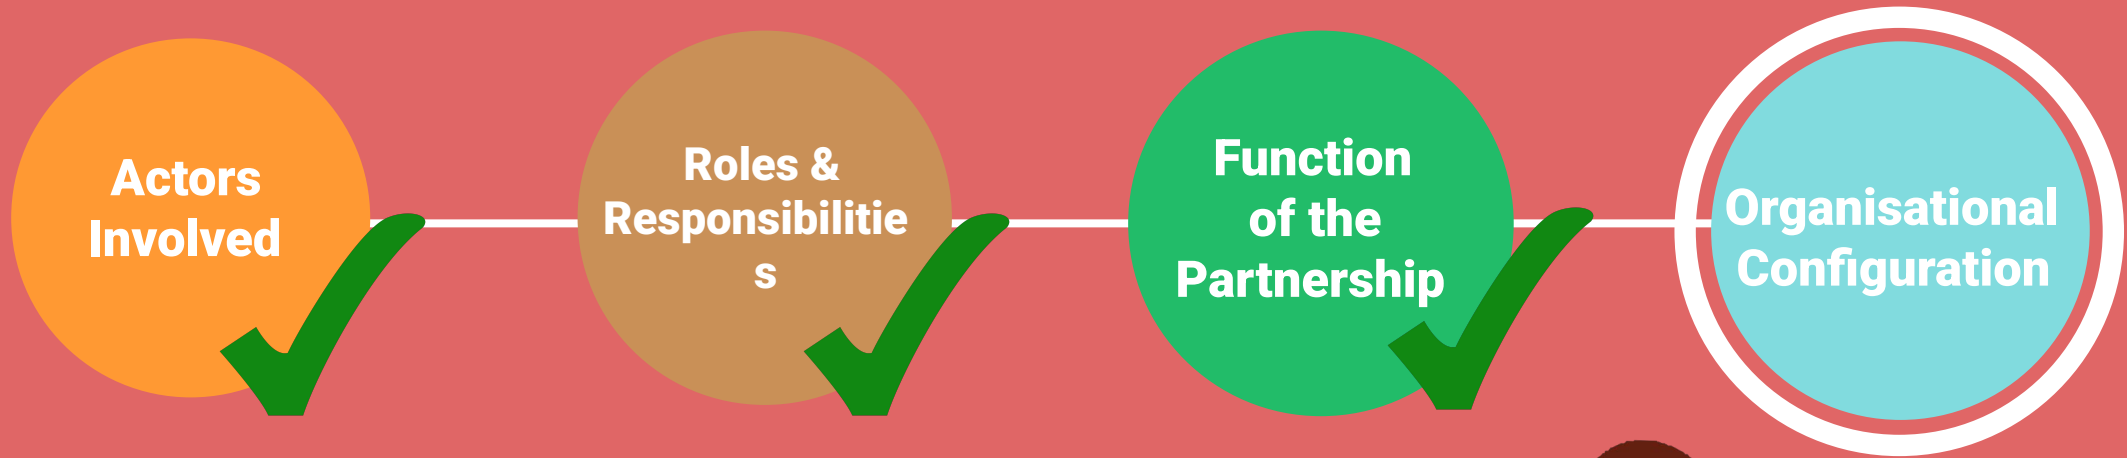 Actors
Involved
Roles &
Responsibilitie
s
Function
of the
Partnership
Organisational
Configuration